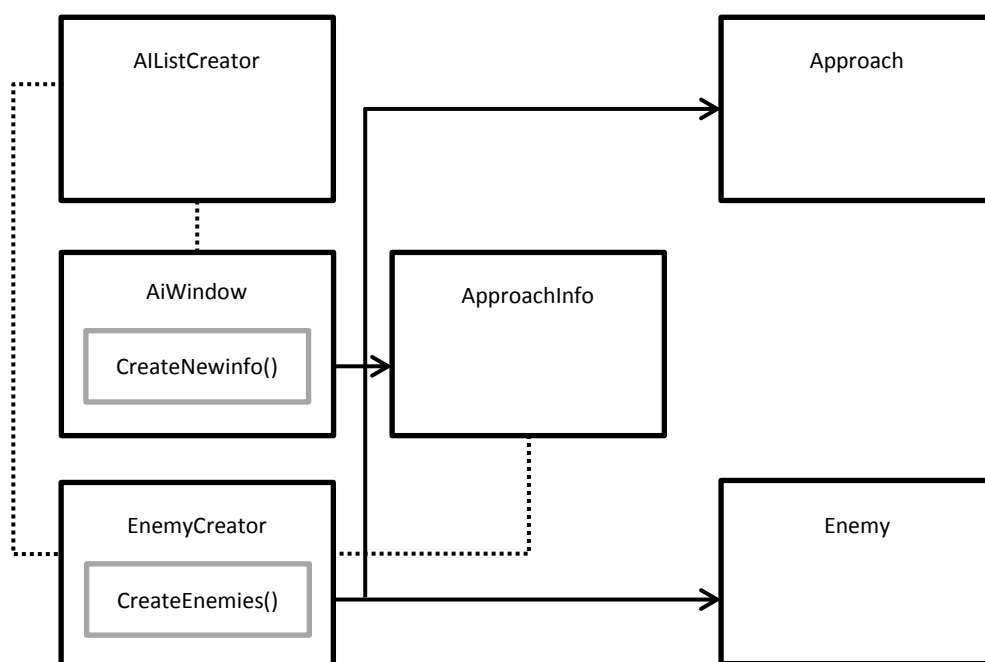 AIListCreator
Approach
AiWindow
CreateNewinfo()
ApproachInfo
EnemyCreator
CreateEnemies()
Enemy